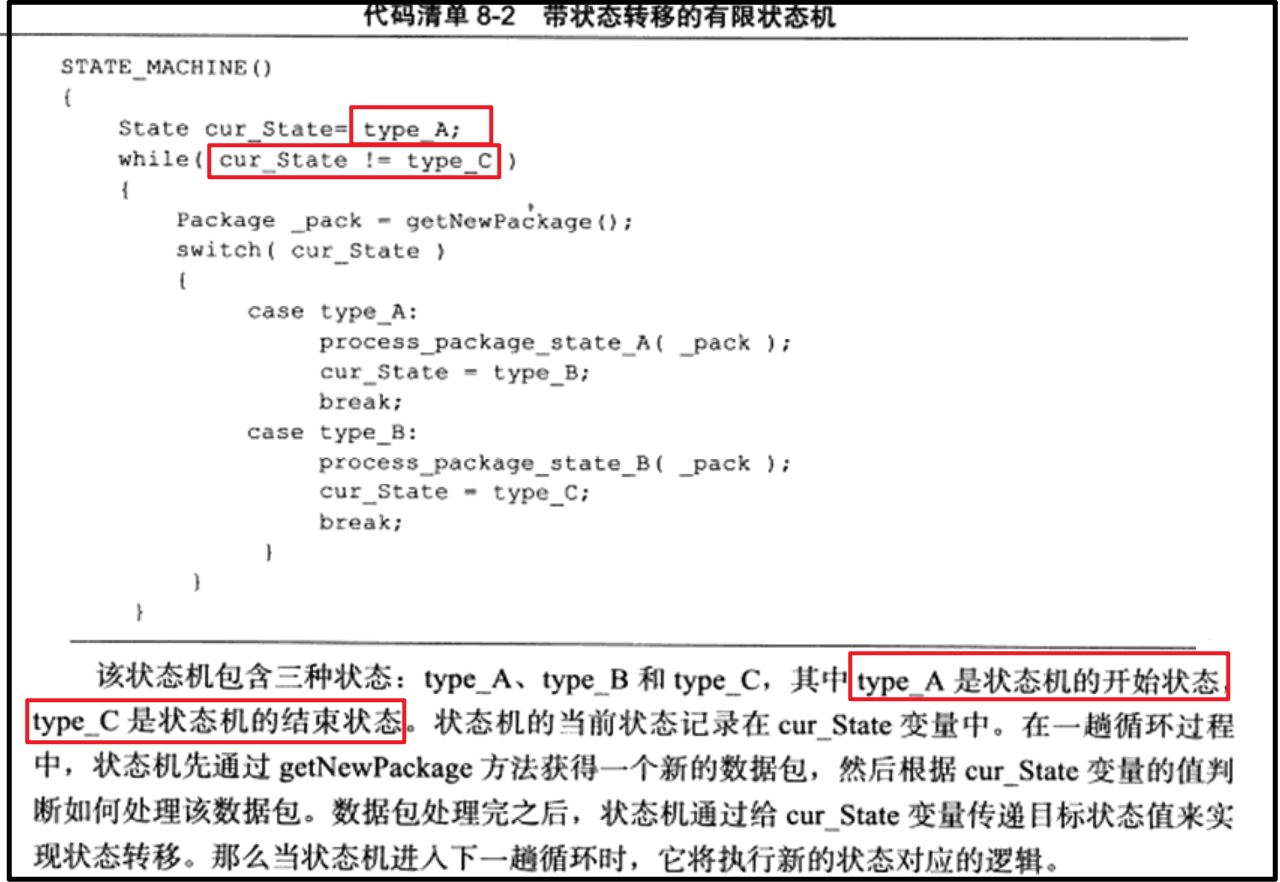 代码清单 8-2 带状态转移的有限状态机
STATE_MACHINE()
{
State cur_State= type_A;
while( cur_State != type_C )
{
Package _pack = getNewPackage();
switch( cur_State )
{
case type_A:
process_package_state_A( _pack );
cur_State = type_B;
break;
case type_B:
process_package_state_B( _pack );
cur_State = type_C;
break;
}
}
}
该状态机包含三种状态：type_A、type_B 和 type_C，其中 type_A 是状态机的开始状态，
type_C 是状态机的结束状态。状态机的当前状态记录在 cur_State 变量中。在一趟循环过程
中，状态机先通过 getNewPackage 方法获得一个新的数据包，然后根据 cur_State 变量的值判
断如何处理该数据包。数据包处理完之后，状态机通过给 cur_State 变量传递目标状态值来实
现状态转移。那么当状态机进入下一趟循环时，它将执行新的状态对应的逻辑。